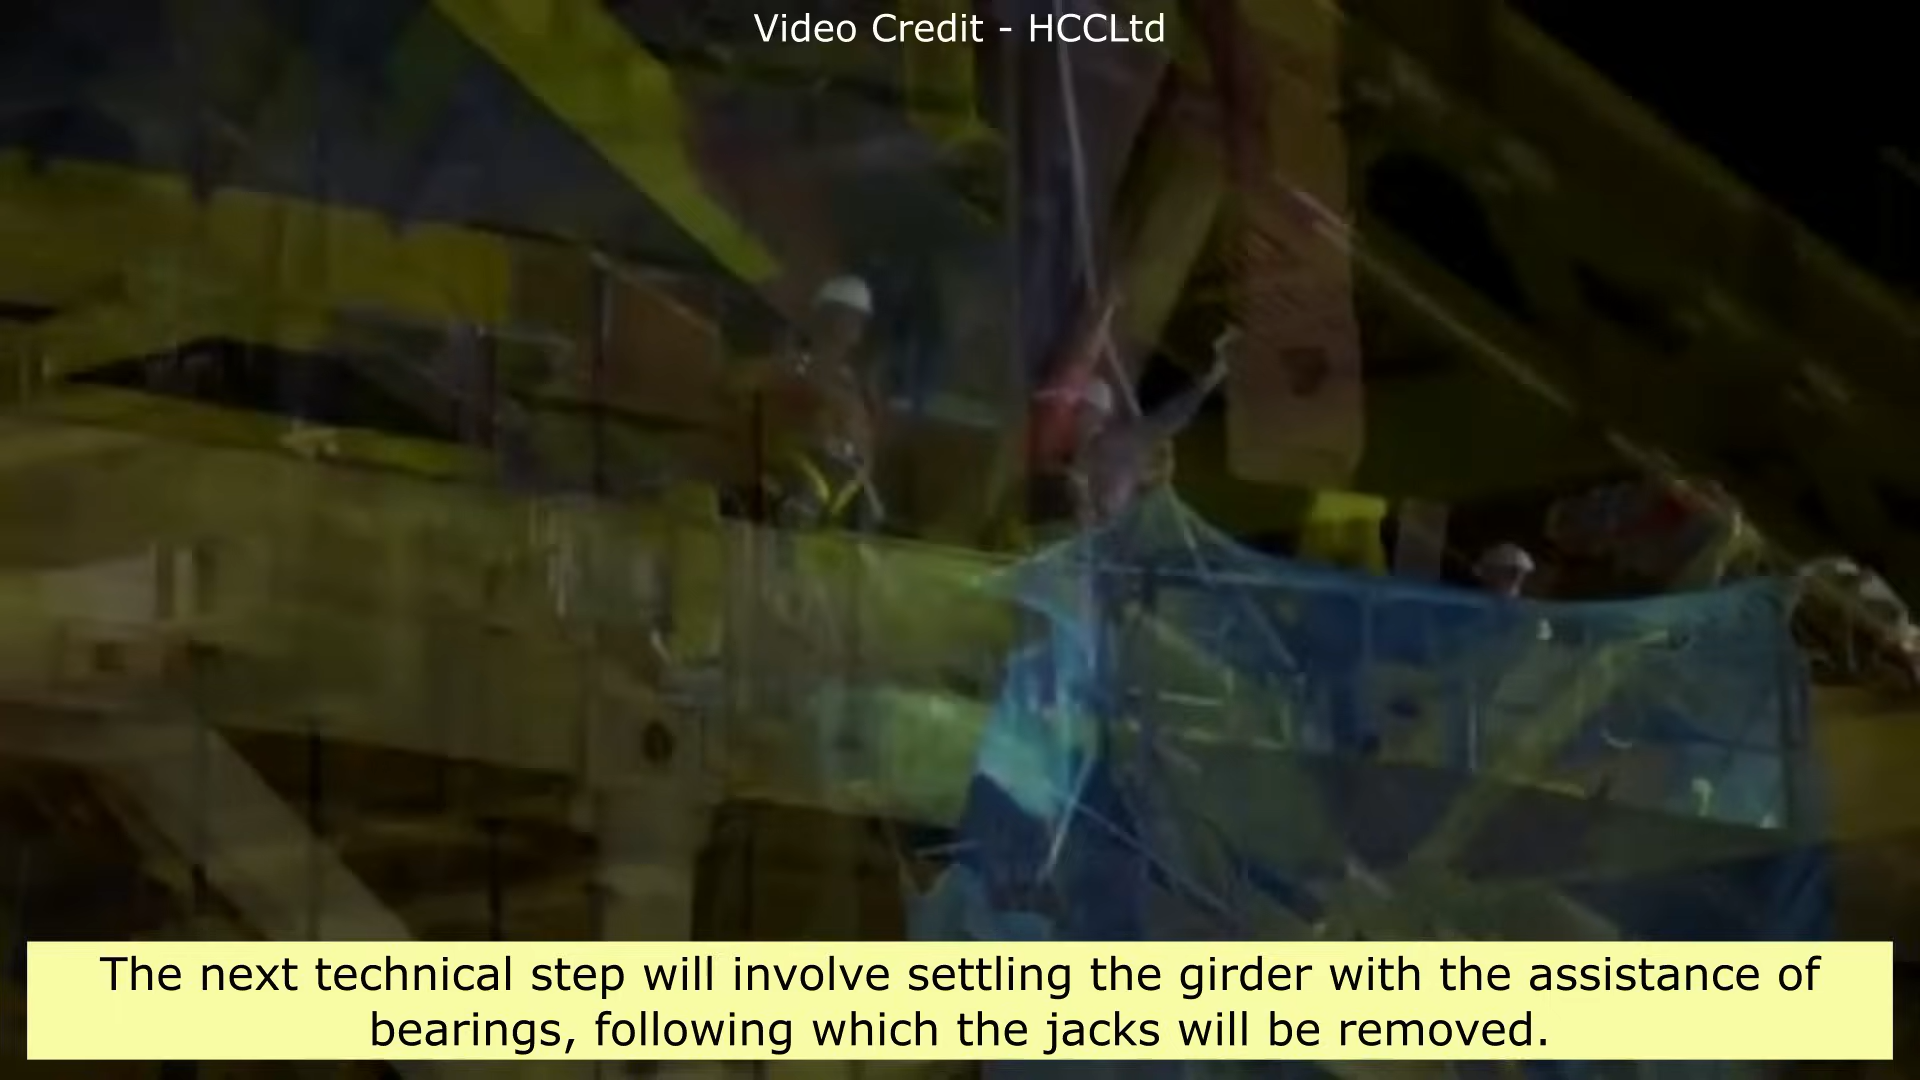 Video Credit - HCCLtd
The next technical step will involve settling the girder with the assistance of
bearings, following which the jacks will be removed.